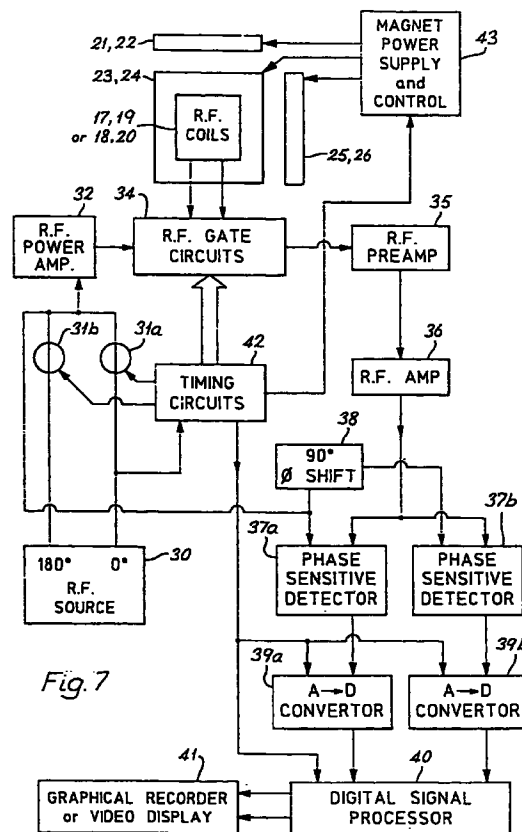 21, 22
MAGNET
POWER
SUPPLY
and
CONTROL
43
23, 24
17, 19
or 18, 20
R.F.
COILS
25, 26
32
R.F.
POWER
AMP.
34
R.F. GATE
CIRCUITS
35
R.F.
PREAMP
31b
31a
42
TIMING
CIRCUITS
36
R.F. AMP
38
90°
Ø SHIFT
37a
PHASE
SENSITIVE
DETECTOR
37b
PHASE
SENSITIVE
DETECTOR
180° 0°
R.F.
SOURCE
30
Fig. 7
39a
A→D
CONVERTOR
39b
A→D
CONVERTOR
41
GRAPHICAL RECORDER
or VIDEO DISPLAY
40
DIGITAL SIGNAL
PROCESSOR